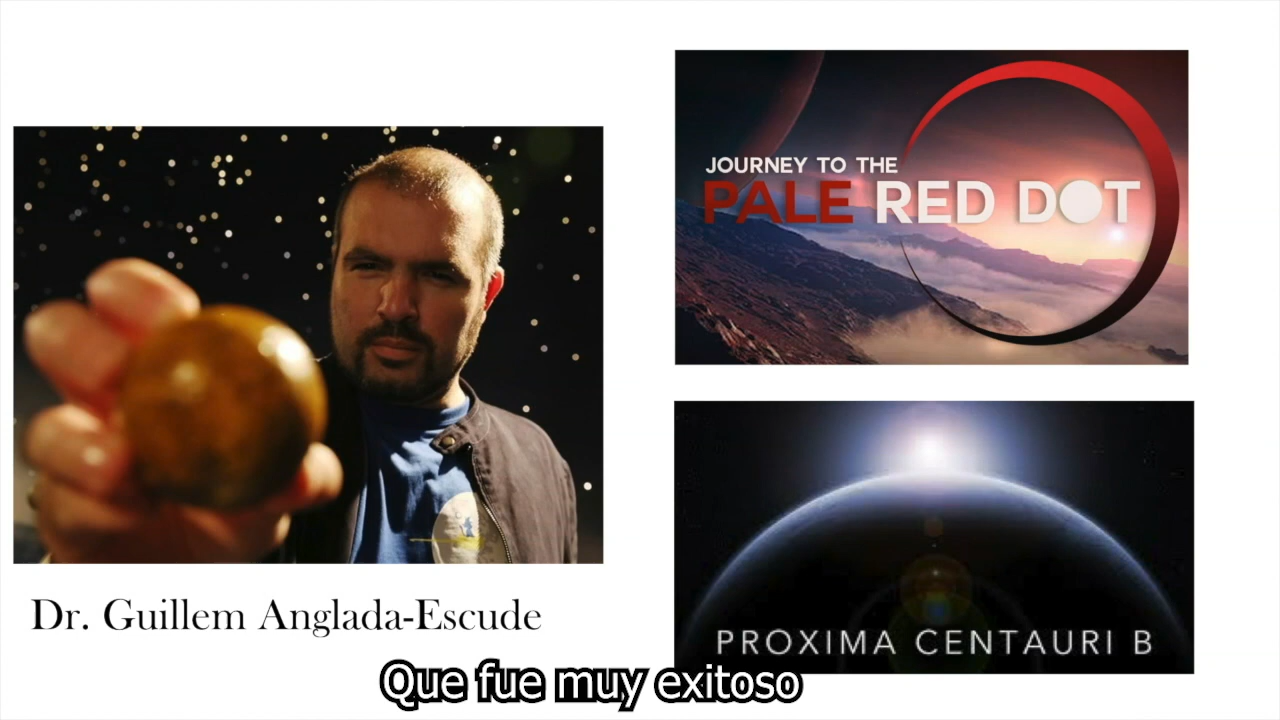 JOURNEY TO THE
PALE RED DOT
Dr. Guillem Anglada-Escude
PROXIMA CENTAURI B
Que fue muy exitoso